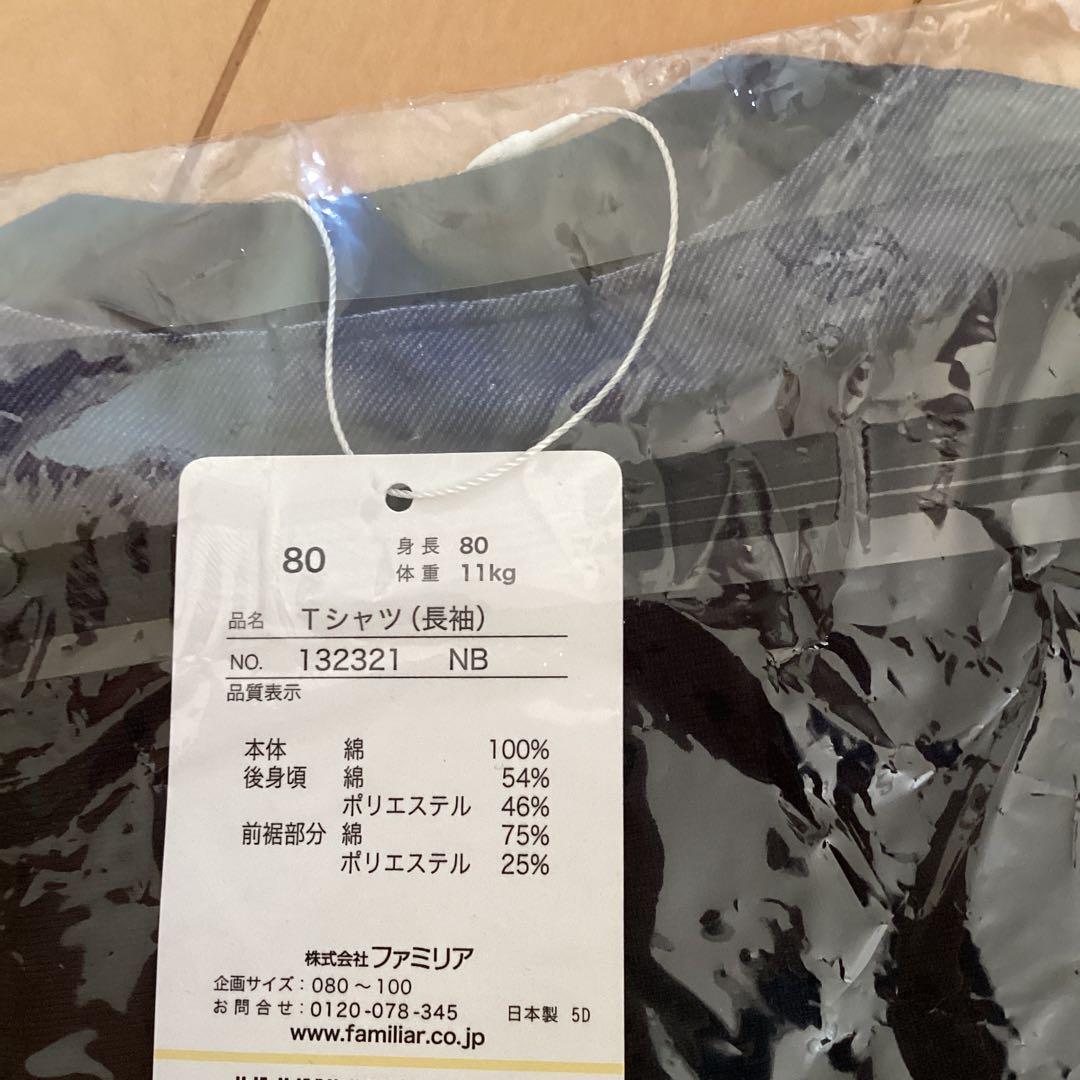 80
身長 80
体重 11kg
品名 Tシャツ(長袖)
NO. 132321 NB
品質表示
本体 綿 100%
後身頃 綿 54%
ポリエステル 46%
前裾部分 綿 75%
ポリエステル 25%
株式会社ファミリア
企画サイズ:080~100
お問合せ:0120-078-345 日本製 5D
www.familiar.co.jp